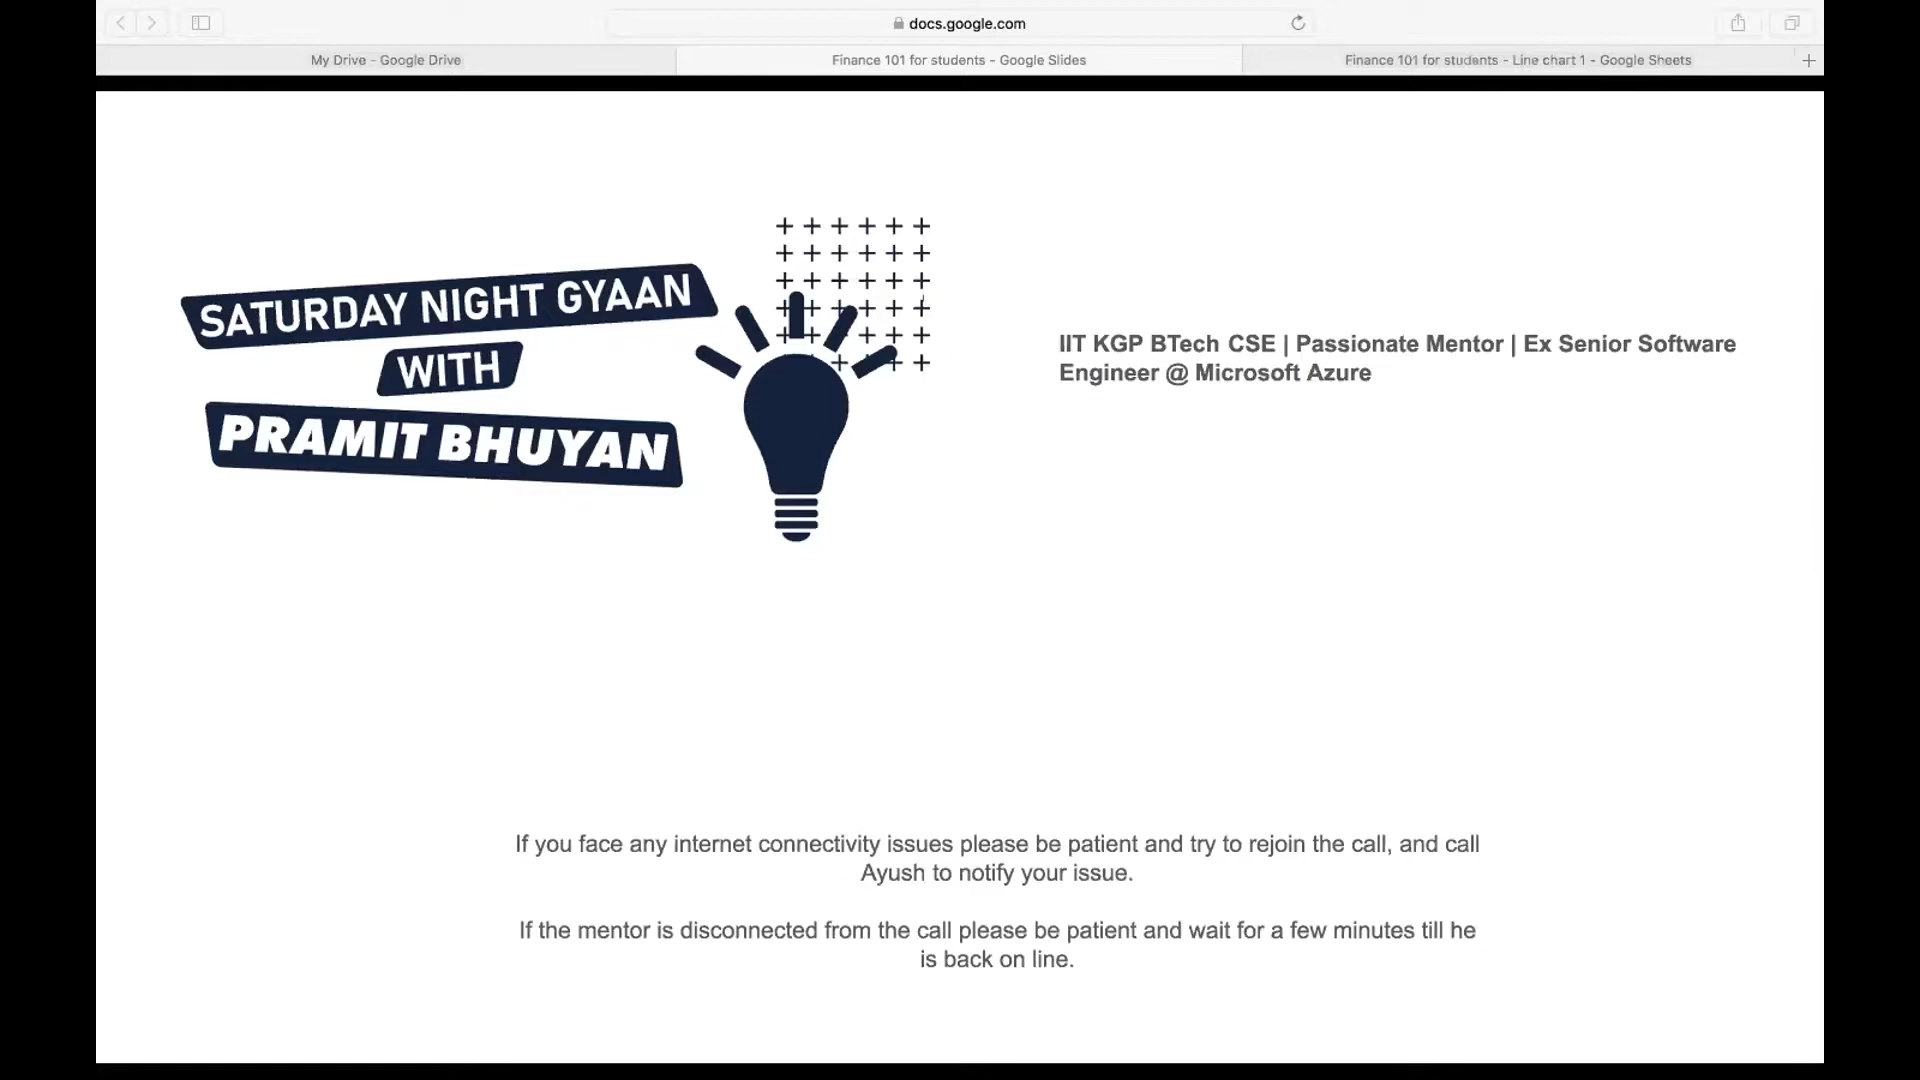 docs.google.com
My Drive - Google Drive
Finance 101 for students - Google Slides
Finance 101 for students - Line chart 1 - Google Sheets
SATURDAY NIGHT GYAAN
WITH
PRAMIT BHUYAN
IIT KGP BTech CSE | Passionate Mentor | Ex Senior Software
Engineer @ Microsoft Azure
If you face any internet connectivity issues please be patient and try to rejoin the call, and call
Ayush to notify your issue.
If the mentor is disconnected from the call please be patient and wait for a few minutes till he
is back on line.